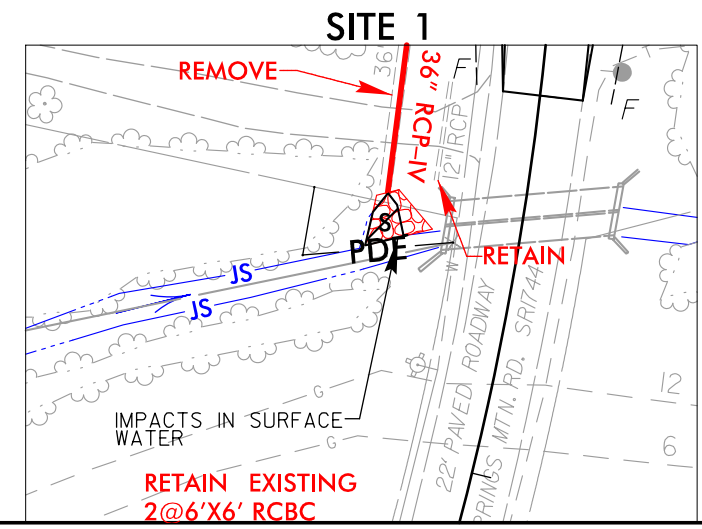 SITE 1
REMOVE
36"
36" RCP-IV
12" RCP
F
F
S
PDE
RETAIN
JS
JS
W
22' PAVED ROADWAY
PRINGS MTN. RD. SR1744
IMPACTS IN SURFACE
WATER
G
G
12
6
RETAIN EXISTING
2@6'X6' RCBC